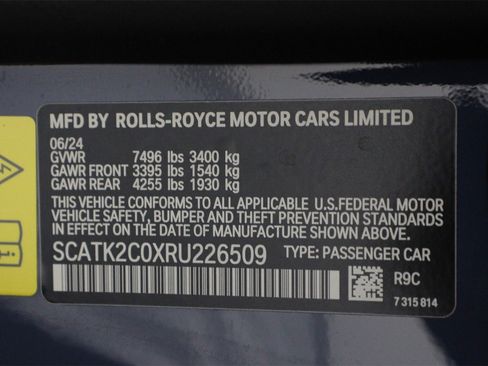 MFD BY ROLLS-ROYCE MOTOR CARS LIMITED
06/24
GVWR 7496 lbs 3400 kg
GAWR FRONT 3395 lbs 1540 kg
GAWR REAR 4255 lbs 1930 kg
THIS VEHICLE CONFORMS TO ALL APPLICABLE U.S.FEDERAL MOTOR
VEHICLE SAFETY, BUMPER AND THEFT PREVENTION STANDARDS
IN EFFECT ON THE DATE OF MANUFACTURE SHOWN ABOVE.
SCATK2C0XRU226509 TYPE: PASSENGER CAR
R9C
7 315 814